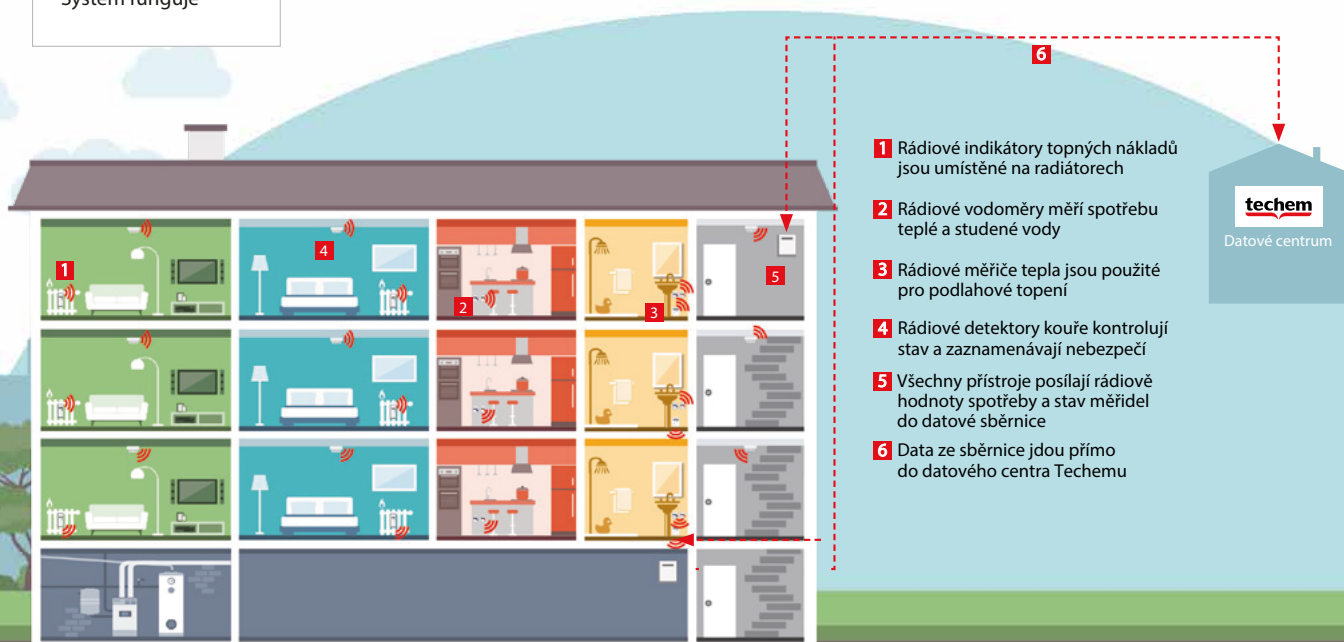 Systém funguje
6
1 Rádiové indikátory topných nákladů
jsou umístěné na radiátorech
2 Rádiové vodoměry měří spotřebu
teplé a studené vody
3 Rádiové měřiče tepla jsou použité
pro podlahové topení
4 Rádiové detektory kouře kontrolují
stav a zaznamenávají nebezpečí
5 Všechny přístroje posílají rádiově
hodnoty spotřeby a stav měřidel
do datové sběrnice
6 Data ze sběrnice jdou přímo
do datového centra Techemu
techem
Datové centrum
4
1
5
2
3